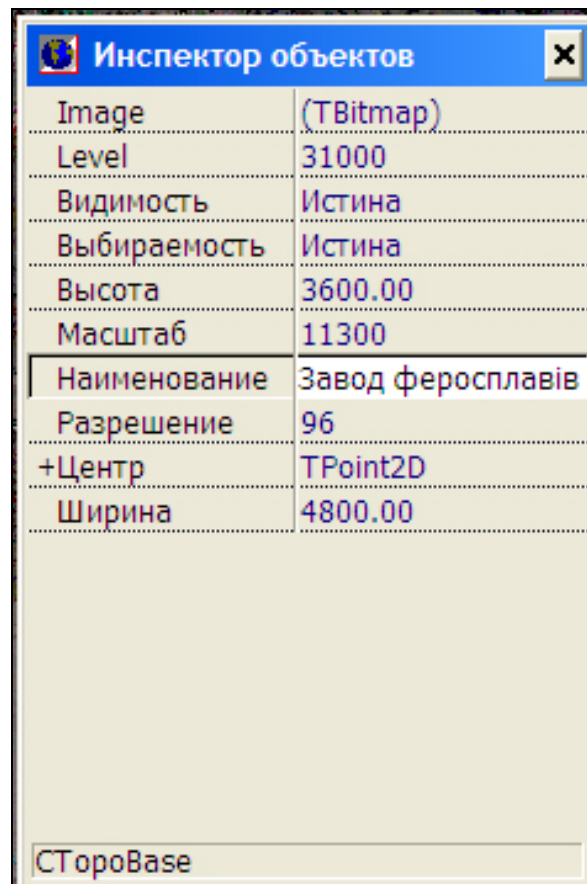 Инспектор объектов
Image (TBitmap)
Level 31000
Видимость Истина
Выбираемость Истина
Высота 3600.00
Масштаб 11300
Наименование Завод феросплавів
Разрешение 96
+Центр TPoint2D
Ширина 4800.00
CTopoBase